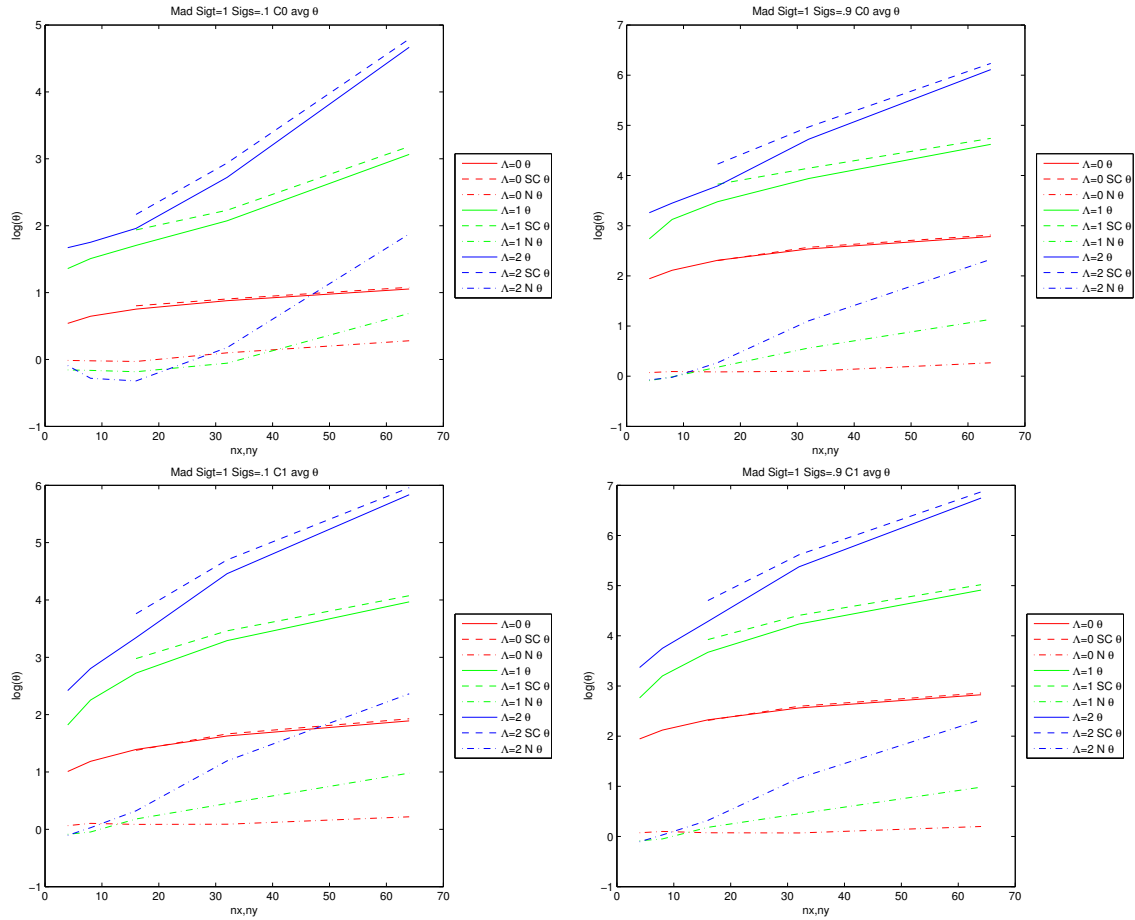 Mad Sigt=1 Sigs=.1 C0 avg θ
5
4
3
2
1
0
-1
log(θ)
0 10 20 30 40 50 60 70
nx,ny
Λ=0 θ
Λ=0 SC θ
Λ=0 N θ
Λ=1 θ
Λ=1 SC θ
Λ=1 N θ
Λ=2 θ
Λ=2 SC θ
Λ=2 N θ
Mad Sigt=1 Sigs=.9 C0 avg θ
7
6
5
4
3
2
1
0
-1
log(θ)
0 10 20 30 40 50 60 70
nx,ny
Λ=0 θ
Λ=0 SC θ
Λ=0 N θ
Λ=1 θ
Λ=1 SC θ
Λ=1 N θ
Λ=2 θ
Λ=2 SC θ
Λ=2 N θ
Mad Sigt=1 Sigs=.1 C1 avg θ
6
5
4
3
2
1
0
-1
log(θ)
0 10 20 30 40 50 60 70
nx,ny
Λ=0 θ
Λ=0 SC θ
Λ=0 N θ
Λ=1 θ
Λ=1 SC θ
Λ=1 N θ
Λ=2 θ
Λ=2 SC θ
Λ=2 N θ
Mad Sigt=1 Sigs=.9 C1 avg θ
7
6
5
4
3
2
1
0
-1
log(θ)
0 10 20 30 40 50 60 70
nx,ny
Λ=0 θ
Λ=0 SC θ
Λ=0 N θ
Λ=1 θ
Λ=1 SC θ
Λ=1 N θ
Λ=2 θ
Λ=2 SC θ
Λ=2 N θ